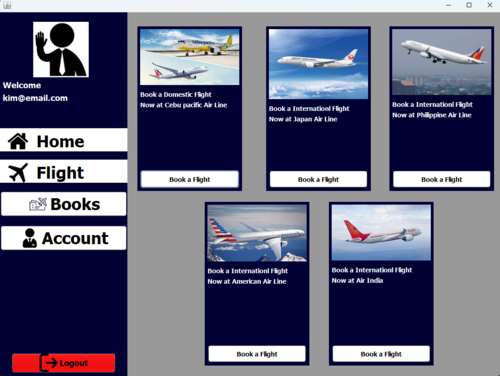 Welcome
kim@email.com
Home
Flight
Books
Account
Logout
Book a Domestic Flight
Now at Cebu pacific Air Line
Book a Flight
Book a Internationl Flight
Now at Japan Air Line
Book a Flight
Book a Internationl Flight
Now at Philippine Air Line
Book a Flight
Book a Internationl Flight
Now at American Air Line
Book a Flight
Book a Internationl Flight
Now at Air India
Book a Flight